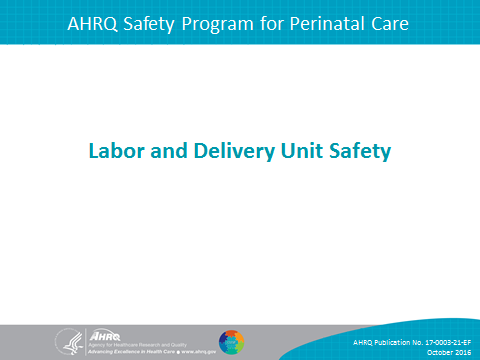 AHRQ Safety Program for Perinatal Care
Labor and Delivery Unit Safety
AHRQ
Agency for Healthcare Research and Quality
Advancing Excellence in Health Care • www.ahrq.gov
AHRQ Publication No. 17-0003-21-EF
October 2016